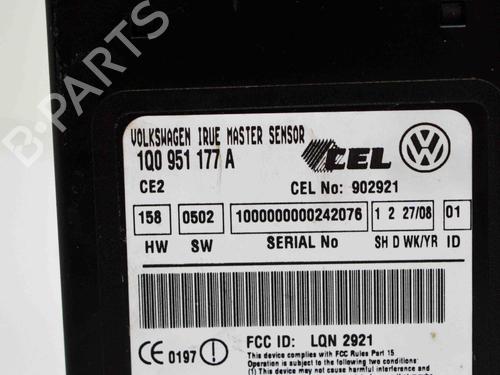 B-PARTS
VOLKSWAGEN IRUE MASTER SENSOR
1Q0 951 177 A
CEL
CE2
CEL No: 902921
158 0502 1000000000242076 1 2 27/08 01
HW SW SERIAL No SH D WK/YR ID
CE 0197
FCC ID: LQN 2921
This device complies with FCC Rules Part 15
Operation is subject to the following two conditions:
(1) This device may not cause harmful interference
and